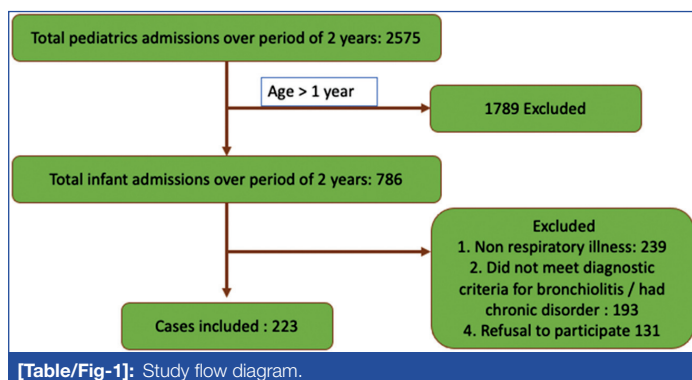 Total pediatrics admissions over period of 2 years: 2575
Age > 1 year
1789 Excluded
Total infant admissions over period of 2 years: 786
Excluded
1. Non respiratory illness: 239
2. Did not meet diagnostic
criteria for bronchiolitis / had
chronic disorder : 193
4. Refusal to participate 131
Cases included : 223
[Table/Fig-1]: Study flow diagram.